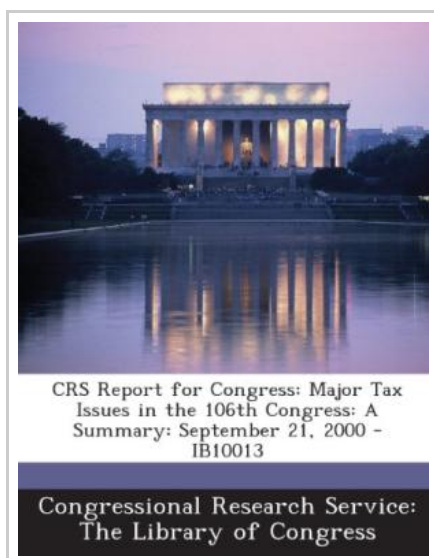 CRS Report for Congress: Major Tax
Issues in the 106th Congress: A
Summary: September 21, 2000 -
IB10013
Congressional Research Service:
The Library of Congress